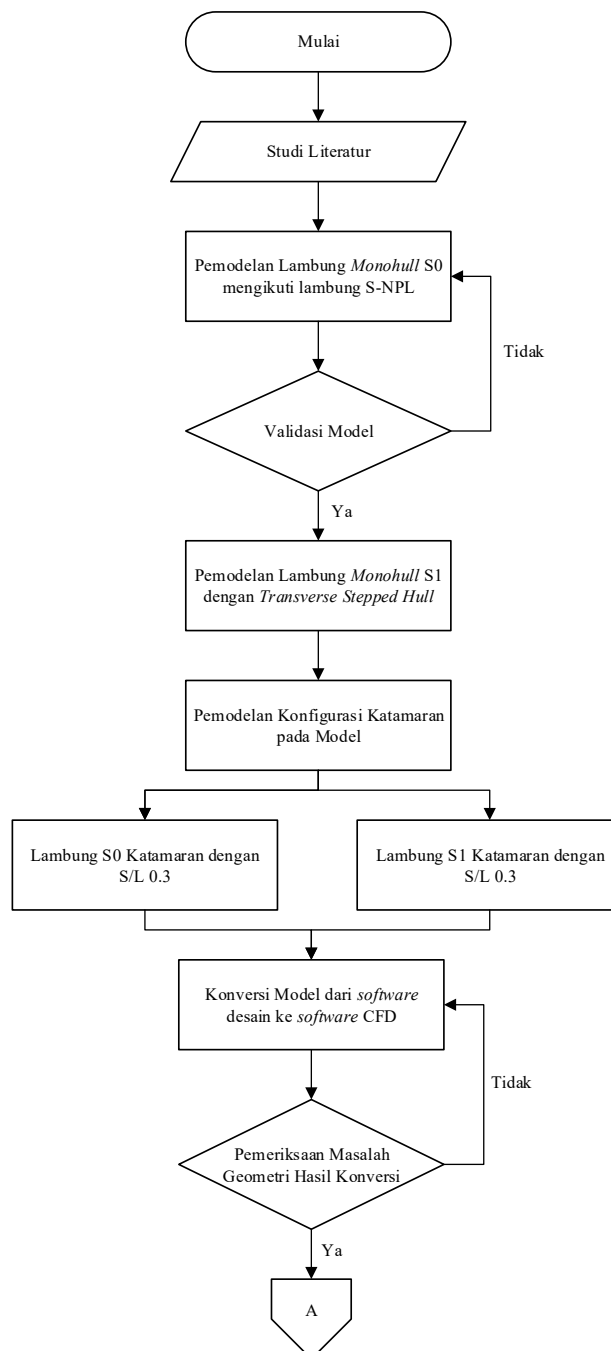 Mulai
Studi Literatur
Pemodelan Lambung Monohull S0
mengikuti lambung S-NPL
Tidak
Validasi Model
Ya
Pemodelan Lambung Monohull S1
dengan Transverse Stepped Hull
Pemodelan Konfigurasi Katamaran
pada Model
Lambung S0 Katamaran dengan
S/L 0.3
Lambung S1 Katamaran dengan
S/L 0.3
Konversi Model dari software
desain ke software CFD
Tidak
Pemeriksaan Masalah
Geometri Hasil Konversi
Ya
A